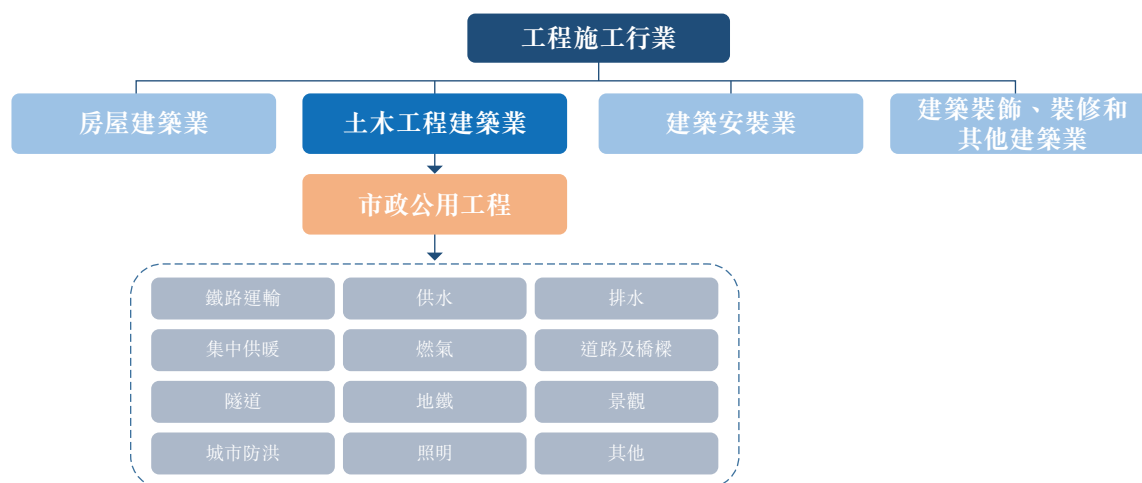 工程施工行業
房屋建築業
土木工程建築業
建築安裝業
建築裝飾、裝修和
其他建築業
市政公用工程
鐵路運輸
供水
排水
集中供暖
燃氣
道路及橋樑
隧道
地鐵
景觀
城市防洪
照明
其他